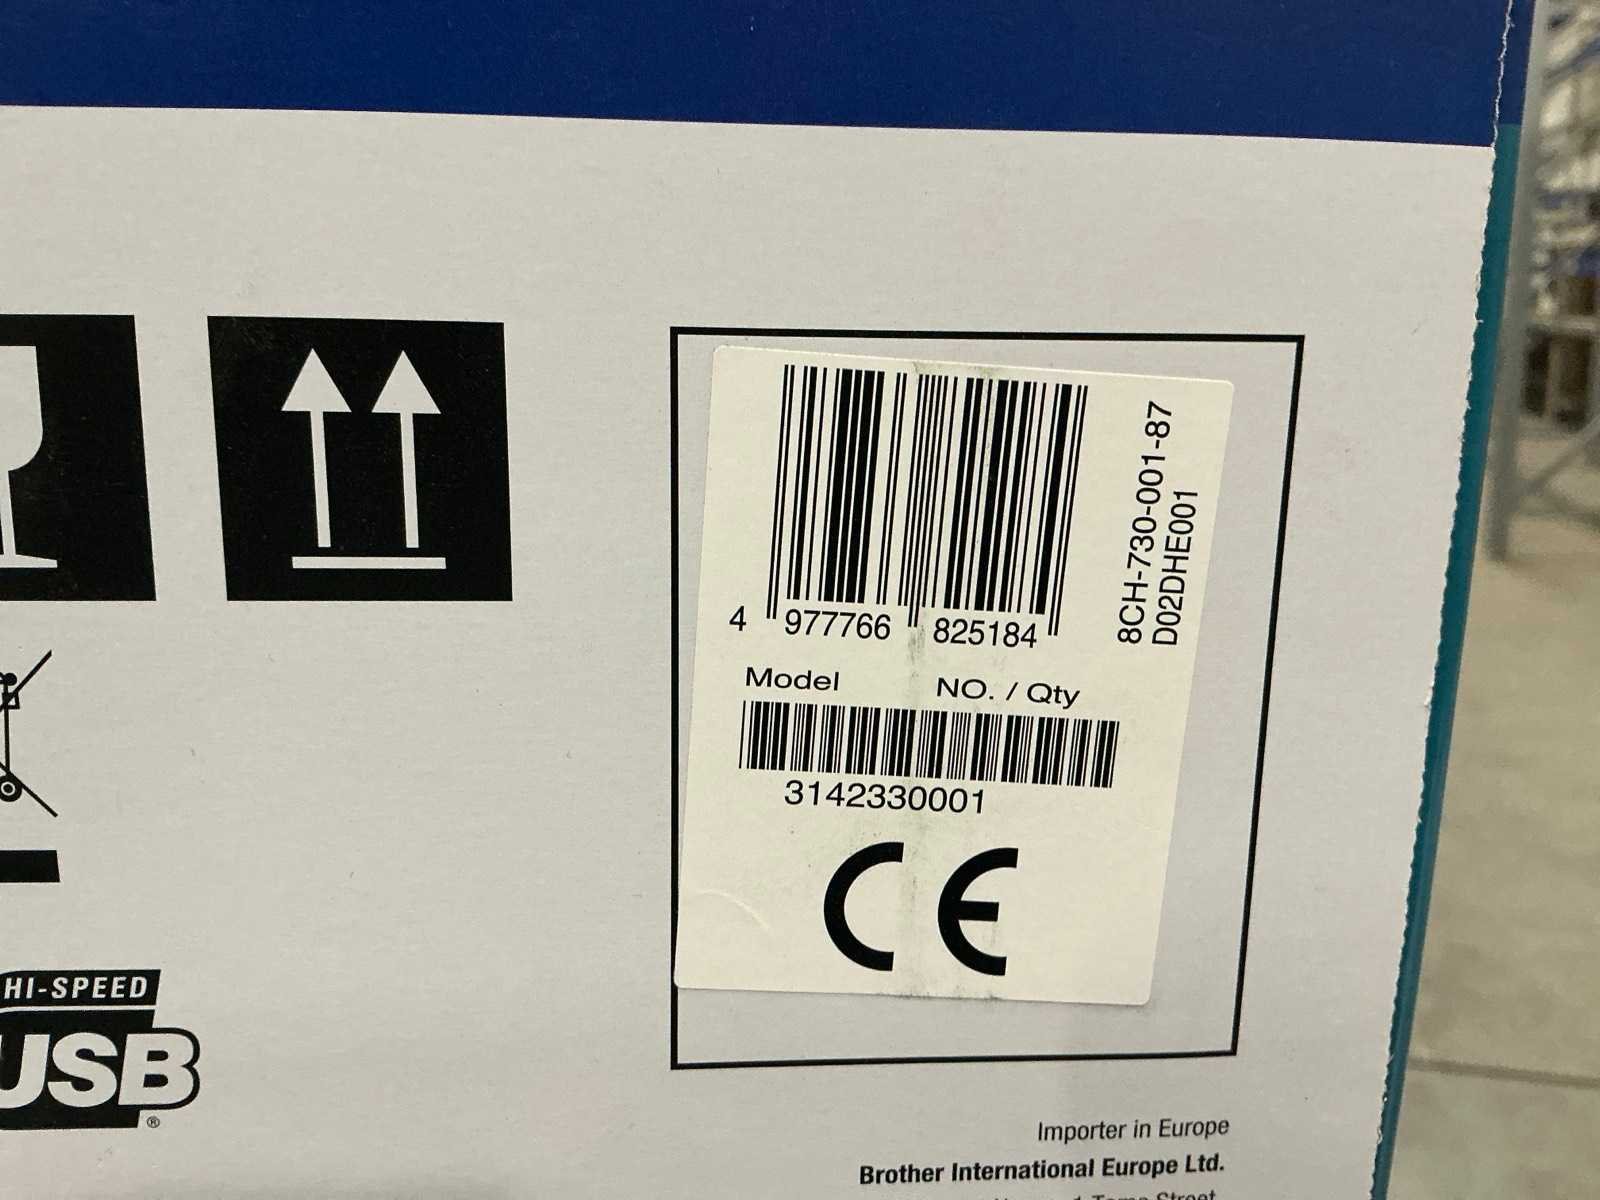 8CH-730-001-87
D02DHE001
4 977766 825184
Model NO. / Qty
3142330001
CE
HI-SPEED
USB
®
Importer in Europe
Brother International Europe Ltd.
Street